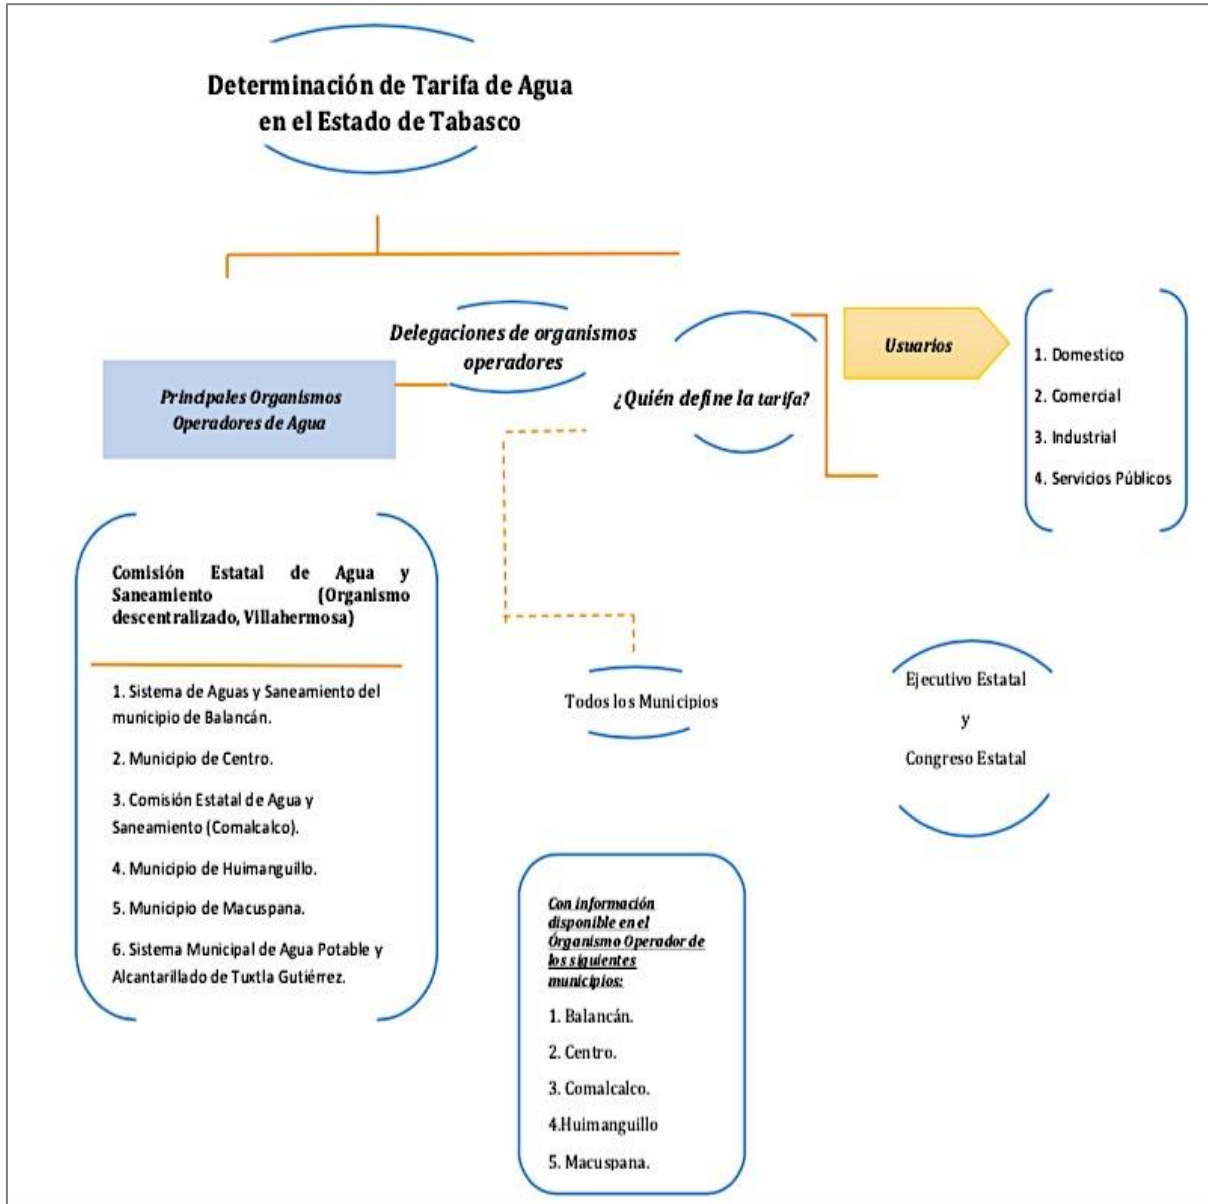 Determinación de Tarifa de Agua
en el Estado de Tabasco
Delegaciones de organismos
operadores
Principales Organismos
Operadores de Agua
¿Quién define la tarifa?
Usuarios
1. Domestico
2. Comercial
3. Industrial
4. Servicios Públicos
Comisión Estatal de Agua y
Saneamiento (Organismo
descentralizado, Villahermosa)
1. Sistema de Aguas y Saneamiento del
municipio de Balancán.
2. Municipio de Centro.
3. Comisión Estatal de Agua y
Saneamiento (Comalcalco).
4. Municipio de Huimanguillo.
5. Municipio de Macuspana.
6. Sistema Municipal de Agua Potable y
Alcantarillado de Tuxtla Gutiérrez.
Todos los Municipios
Ejecutivo Estatal
y
Congreso Estatal
Con información
disponible en el
Órganismo Operador de
los siguientes
municipios:
1. Balancán.
2. Centro.
3. Comalcalco.
4.Huimanguillo
5. Macuspana.